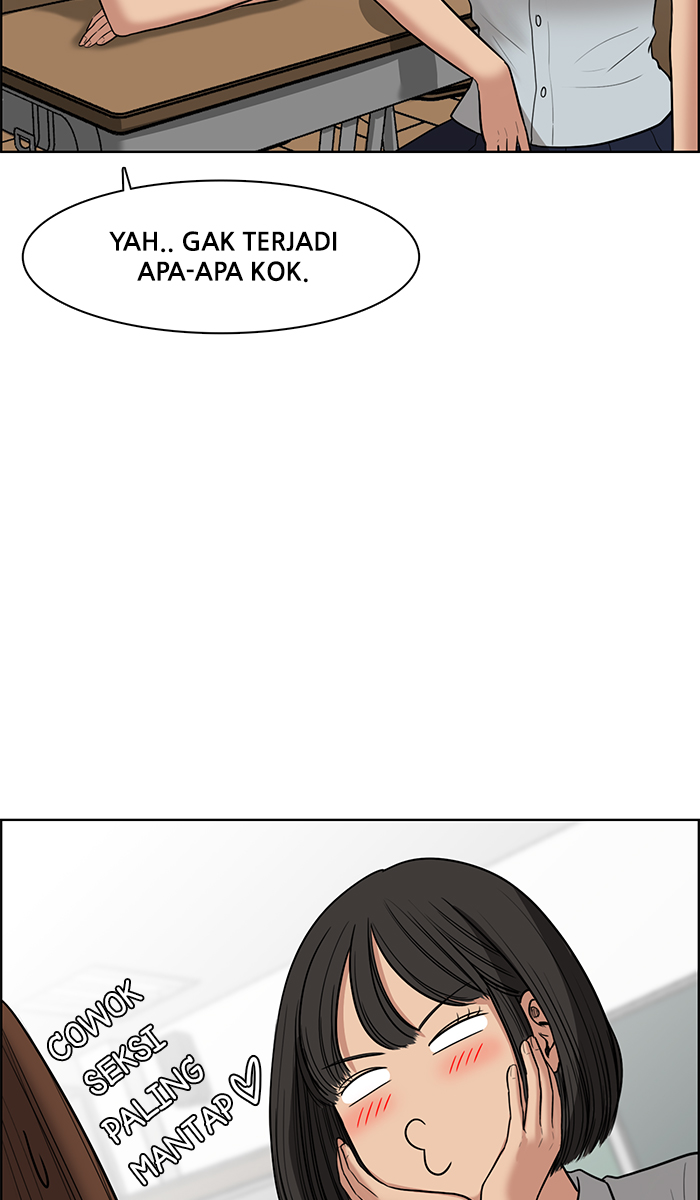 YAH.. GAK TERJADI
APA-APA KOK.
COWOK
SEKSI
PALING
MANTAP♡